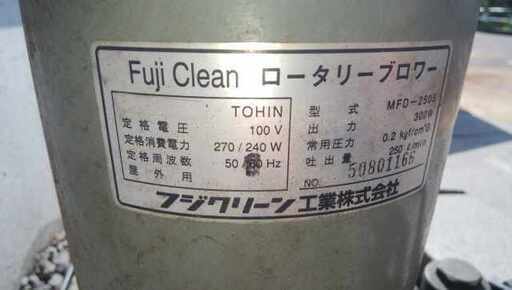 Fuji Clean ロータリーブロワー
TOHIN
定格電圧 100 V
定格消費電力 270 / 240 W
定格周波数 50 / 60 Hz
屋外用
型式 MFD-250S
出力 300W
常用圧力 0.2 kgf/cm²G
吐出量 250 ℓ/min
NO. 50801166
フジクリーン工業株式会社